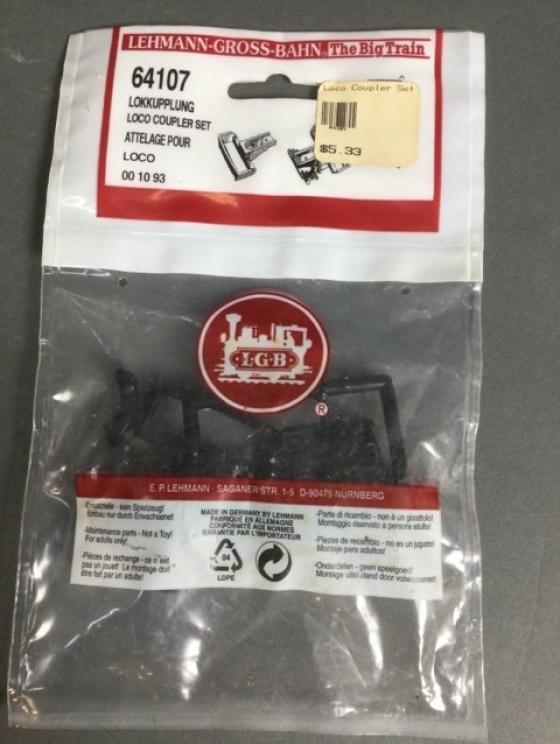 LEHMANN-GROSS-BAHN The Big Train
64107
LOKKUPPLUNG
LOCO COUPLER SET
ATTELAGE POUR
LOCO
00 10 93
Loco Coupler Set
$5.33
L·G·B
®
E. P. LEHMANN · SAGANER STR. 1-5 D-90475 NÜRNBERG
-Ersatzteile - kein Spielzeug!
Einbau nur durch Erwachsene!
-Maintenance parts - Not a Toy!
For adults only!
-Pièces de rechange - ce n'est
pas un jouet! Le montage doit
être fait par un adulte!
MADE IN GERMANY BY LEHMANN
FABRIQUE EN ALLEMAGNE
CONFORMITÉ AUX NORMES
GARANTIE PAR L'IMPORTATEUR
04
LDPE
-Parte di ricambio - non è un giocattolo!
Montaggio riservato a persone adulte!
-Piezas de recambio - no es un juguete!
Montaje para adultos!
-Onderdelen - geen speelgoed!
Montage uitsluitend door volwassenen!